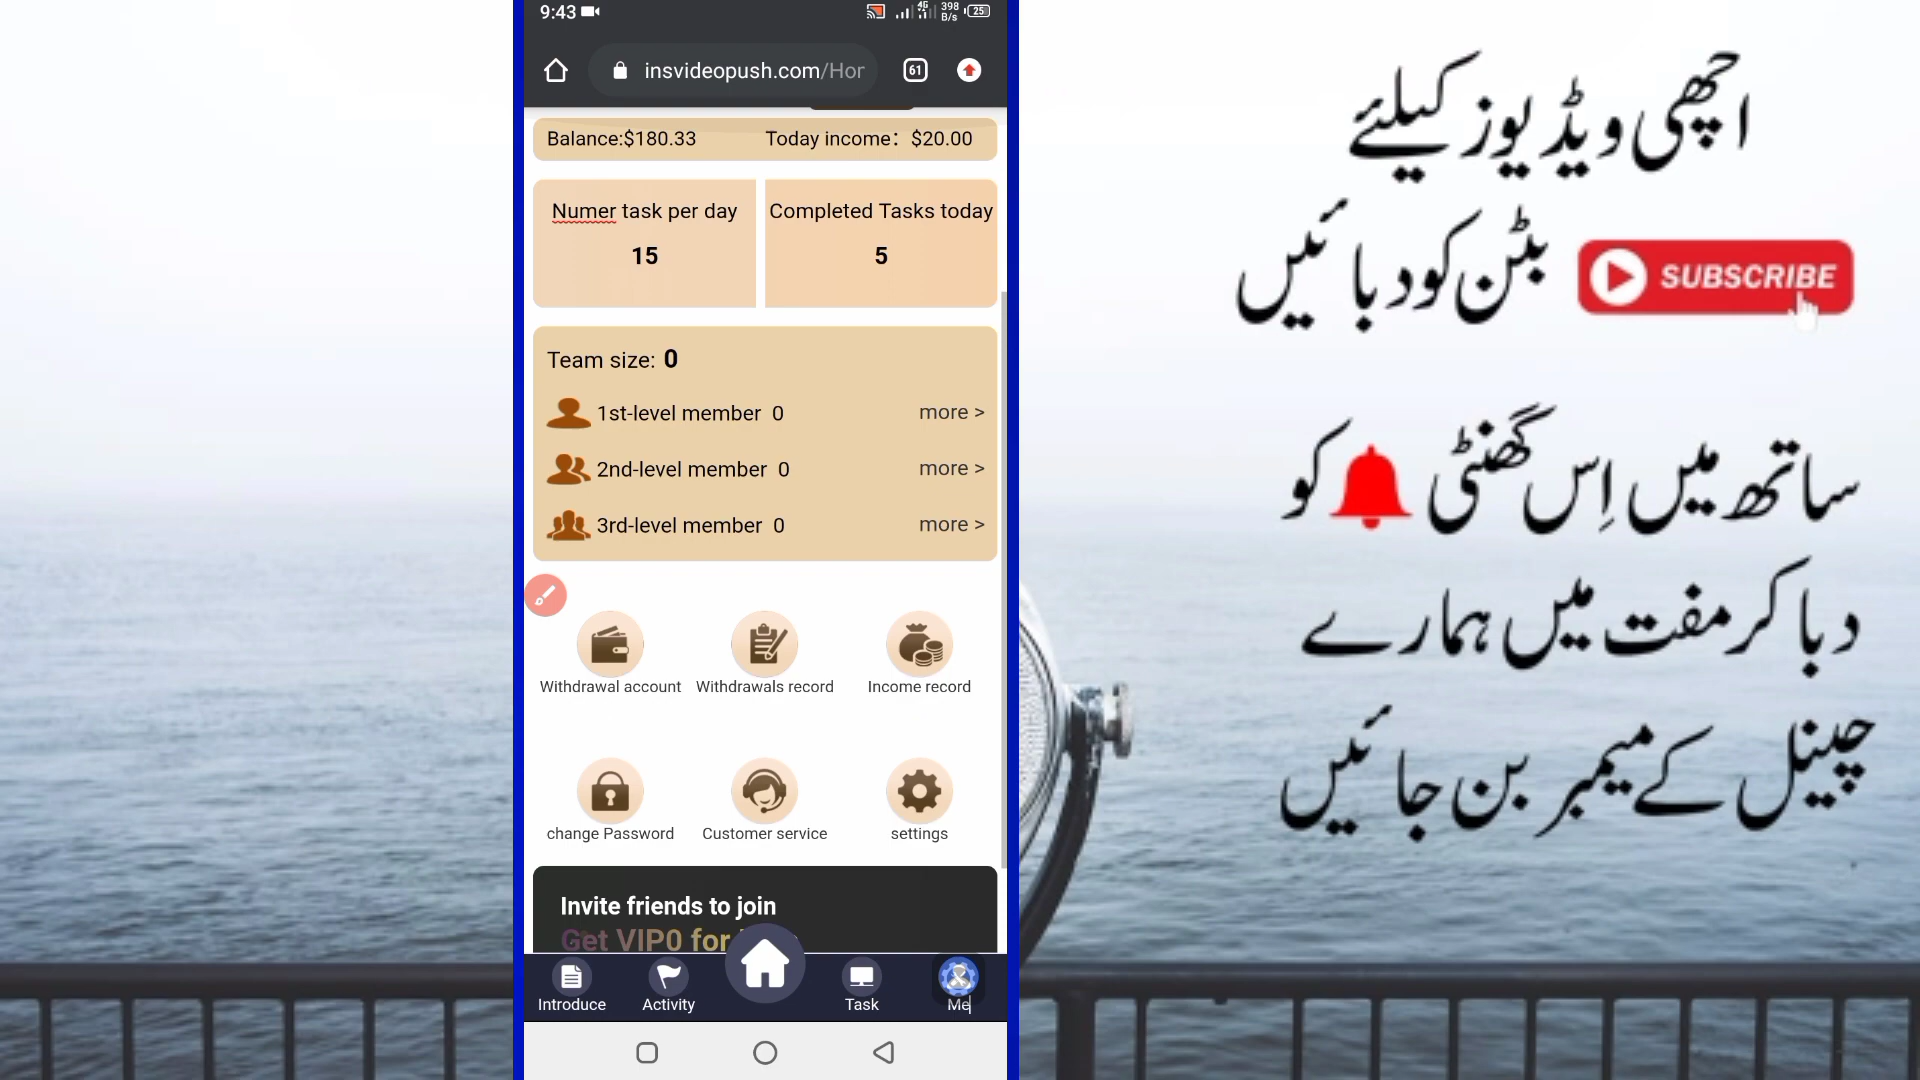 9:43
4G
398 B/s
25
insvideopush.com/Hor
61
Balance:$180.33
Today income：$20.00
Numer task per day
15
Completed Tasks today
5
Team size: 0
1st-level member 0
more >
2nd-level member 0
more >
3rd-level member 0
more >
Withdrawal account
Withdrawals record
Income record
change Password
Customer service
settings
Invite friends to join
Get VIP0 for
Introduce
Activity
Task
Me
اچھی ویڈیوز کیلئے
SUBSCRIBE بٹن کو دبائیں
ساتھ میں اِس گھنٹی کو
دبا کر مفت میں ہمارے
چینل کے میمبر بن جائیں